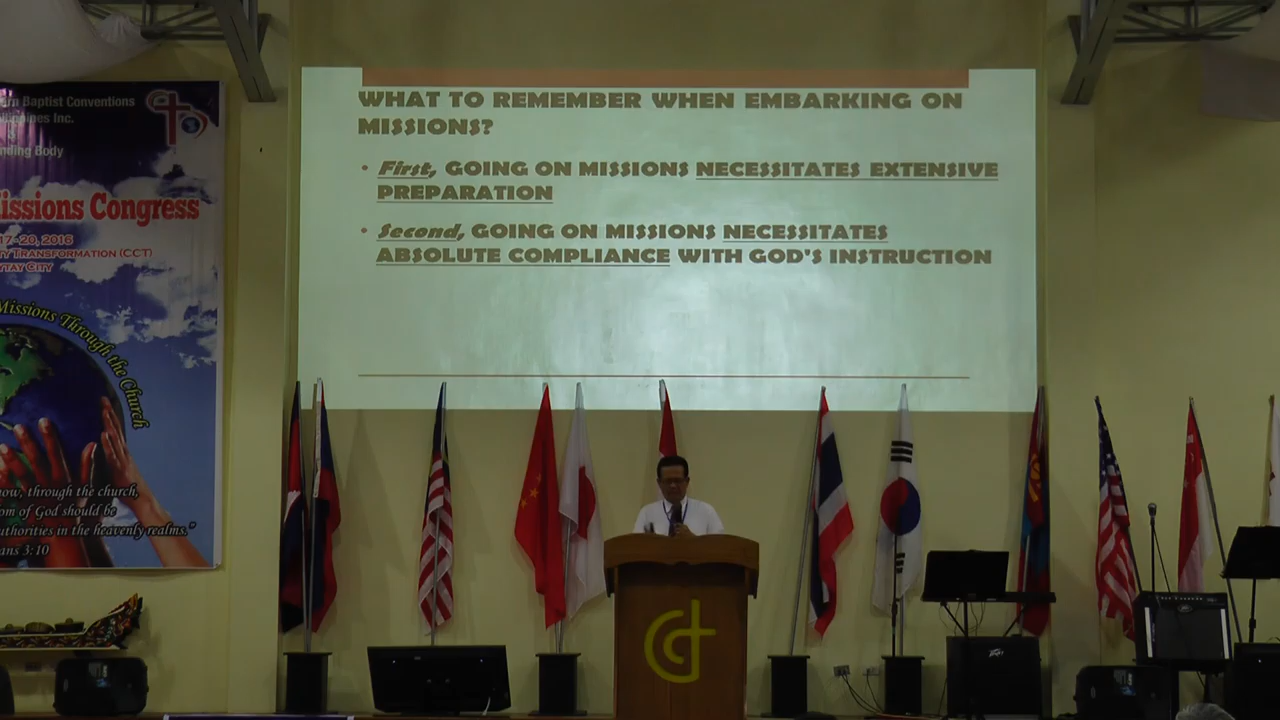 WHAT TO REMEMBER WHEN EMBARKING ON
MISSIONS?
• First, GOING ON MISSIONS NECESSITATES EXTENSIVE
PREPARATION
• Second, GOING ON MISSIONS NECESSITATES
ABSOLUTE COMPLIANCE WITH GOD'S INSTRUCTION
Baptist Conventions
Inc.
Body
Missions Congress
17-20, 2016
TRANSFORMATION (CCT)
CITY
Missions Through the Church
through the church,
of God should be
authorities in the heavenly realms."
3:10
PEAVEY